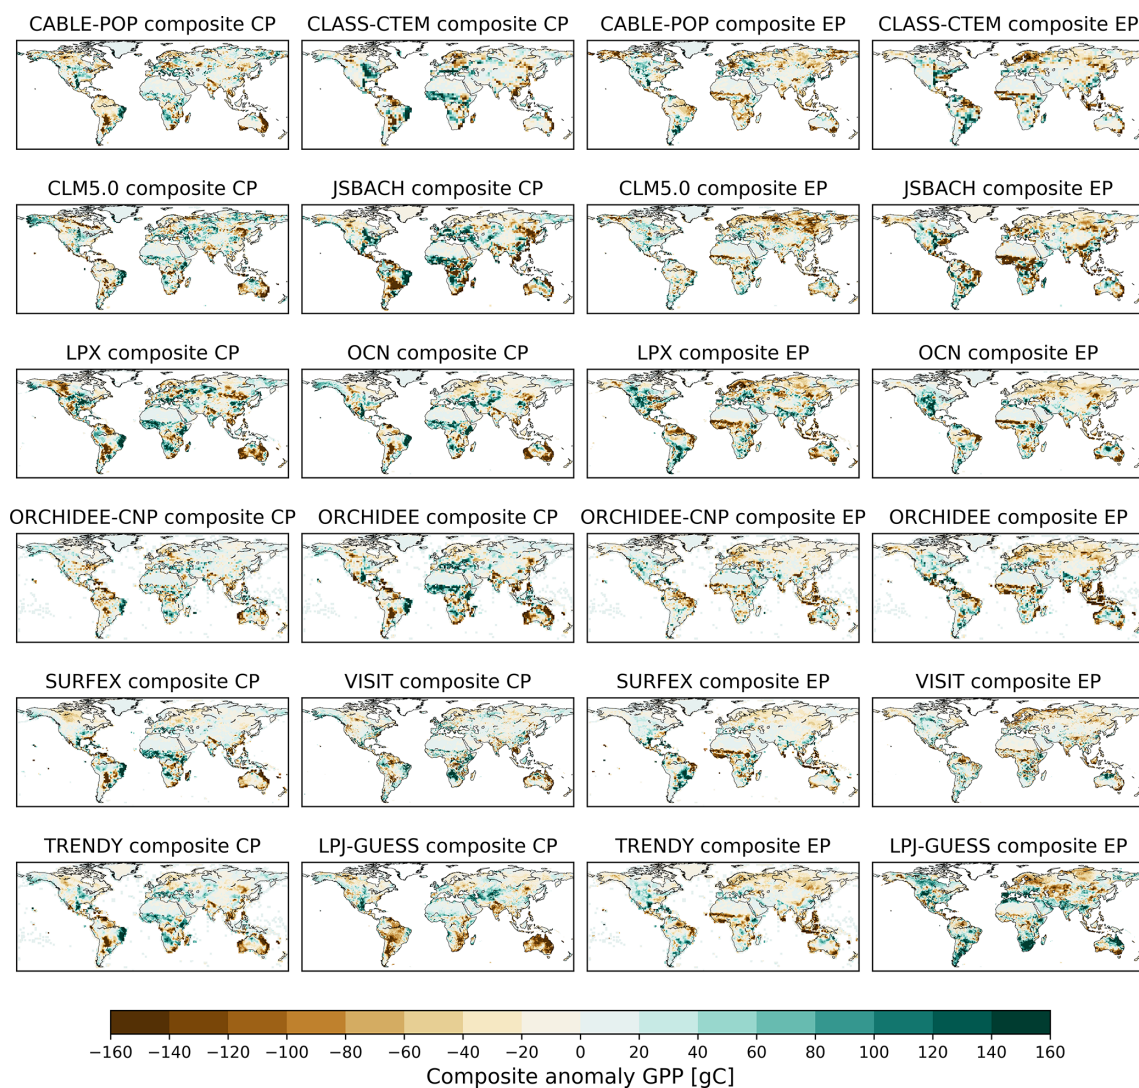 CABLE-POP composite CP CLASS-CTEM composite CP CABLE-POP composite EP CLASS-CTEM composite EP
CLM5.0 composite CP JSBACH composite CP CLM5.0 composite EP JSBACH composite EP
LPX composite CP OCN composite CP LPX composite EP OCN composite EP
ORCHIDEE-CNP composite CP ORCHIDEE composite CP ORCHIDEE-CNP composite EP ORCHIDEE composite EP
SURFEX composite CP VISIT composite CP SURFEX composite EP VISIT composite EP
TRENDY composite CP LPJ-GUESS composite CP TRENDY composite EP LPJ-GUESS composite EP
−160 −140 −120 −100 −80 −60 −40 −20 0 20 40 60 80 100 120 140 160
Composite anomaly GPP [gC]